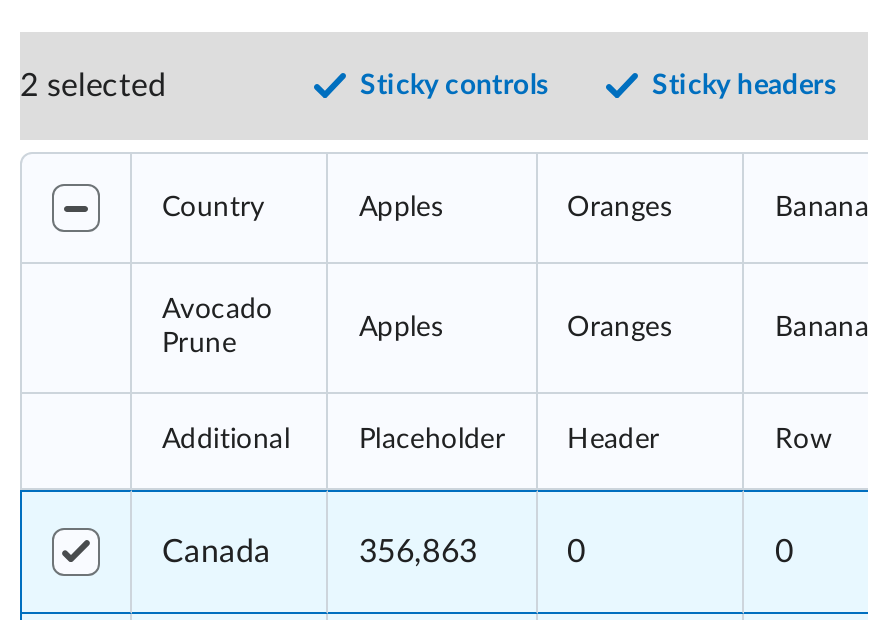 2 selected Sticky controls Sticky headers
Country Apples Oranges Banana
Avocado
Prune Apples Oranges Banana
Additional Placeholder Header Row
Canada 356,863 0 0